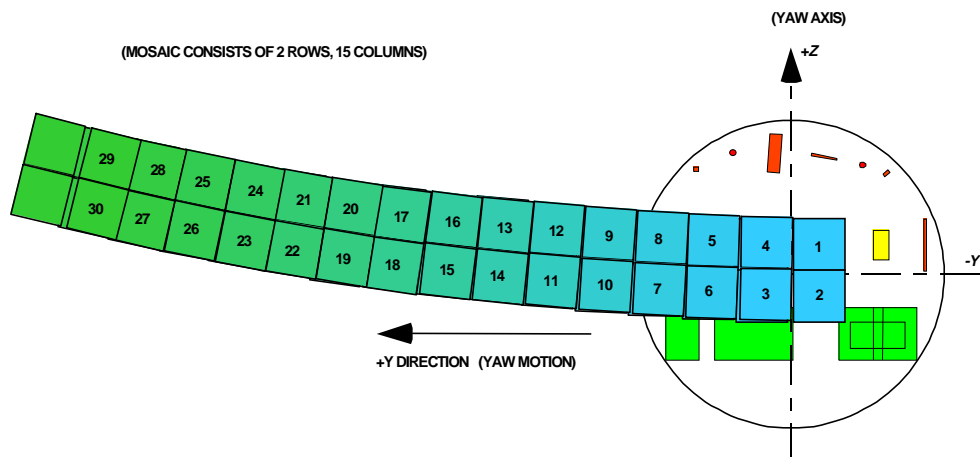 (YAW AXIS)
+Z
(MOSAIC CONSISTS OF 2 ROWS, 15 COLUMNS)
29 28 25 24 21 20 17 16 13 12 9 8 5 4 1
30 27 26 23 22 19 18 15 14 11 10 7 6 3 2
-Y
+Y DIRECTION (YAW MOTION)